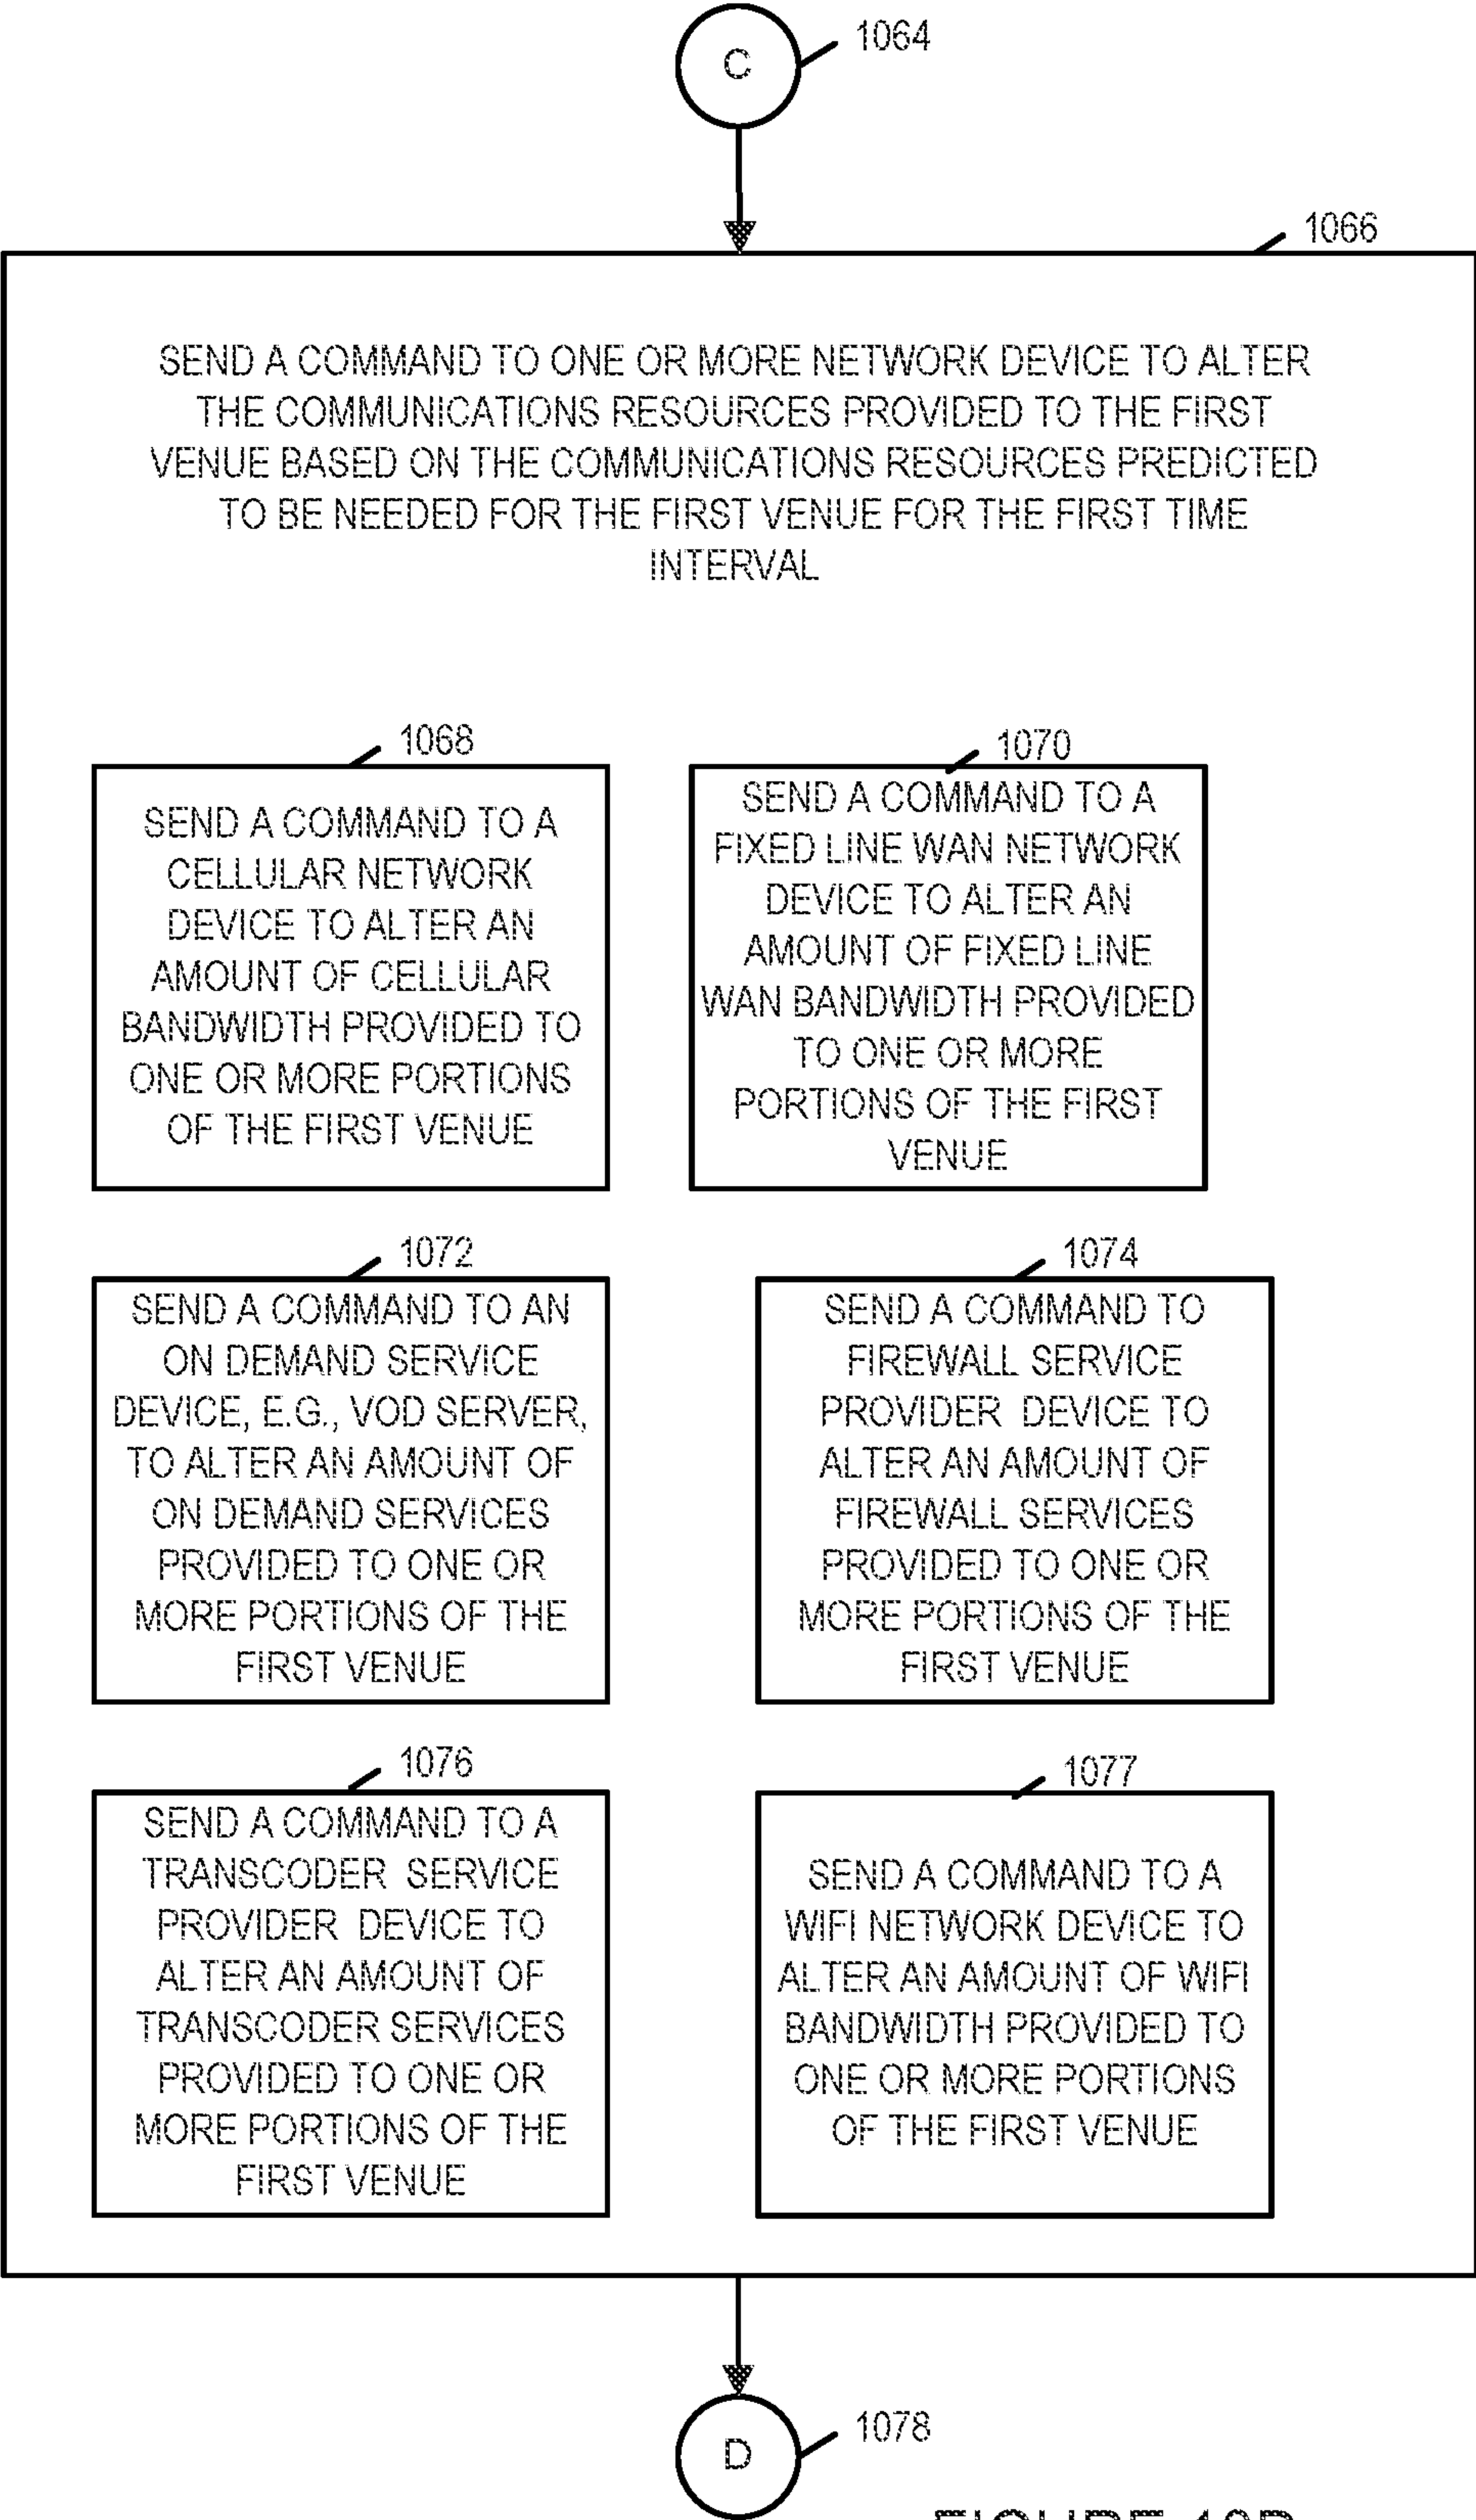 C
1064
1066
SEND A COMMAND TO ONE OR MORE NETWORK DEVICE TO ALTER
THE COMMUNICATIONS RESOURCES PROVIDED TO THE FIRST
VENUE BASED ON THE COMMUNICATIONS RESOURCES PREDICTED
TO BE NEEDED FOR THE FIRST VENUE FOR THE FIRST TIME
INTERVAL
1068
SEND A COMMAND TO A
CELLULAR NETWORK
DEVICE TO ALTER AN
AMOUNT OF CELLULAR
BANDWIDTH PROVIDED TO
ONE OR MORE PORTIONS
OF THE FIRST VENUE
1070
SEND A COMMAND TO A
FIXED LINE WAN NETWORK
DEVICE TO ALTER AN
AMOUNT OF FIXED LINE
WAN BANDWIDTH PROVIDED
TO ONE OR MORE
PORTIONS OF THE FIRST
VENUE
1072
SEND A COMMAND TO AN
ON DEMAND SERVICE
DEVICE, E.G., VOD SERVER,
TO ALTER AN AMOUNT OF
ON DEMAND SERVICES
PROVIDED TO ONE OR
MORE PORTIONS OF THE
FIRST VENUE
1074
SEND A COMMAND TO
FIREWALL SERVICE
PROVIDER DEVICE TO
ALTER AN AMOUNT OF
FIREWALL SERVICES
PROVIDED TO ONE OR
MORE PORTIONS OF THE
FIRST VENUE
1076
SEND A COMMAND TO A
TRANSCODER SERVICE
PROVIDER DEVICE TO
ALTER AN AMOUNT OF
TRANSCODER SERVICES
PROVIDED TO ONE OR
MORE PORTIONS OF THE
FIRST VENUE
1077
SEND A COMMAND TO A
WIFI NETWORK DEVICE TO
ALTER AN AMOUNT OF WIFI
BANDWIDTH PROVIDED TO
ONE OR MORE PORTIONS
OF THE FIRST VENUE
D
1078
FIGURE